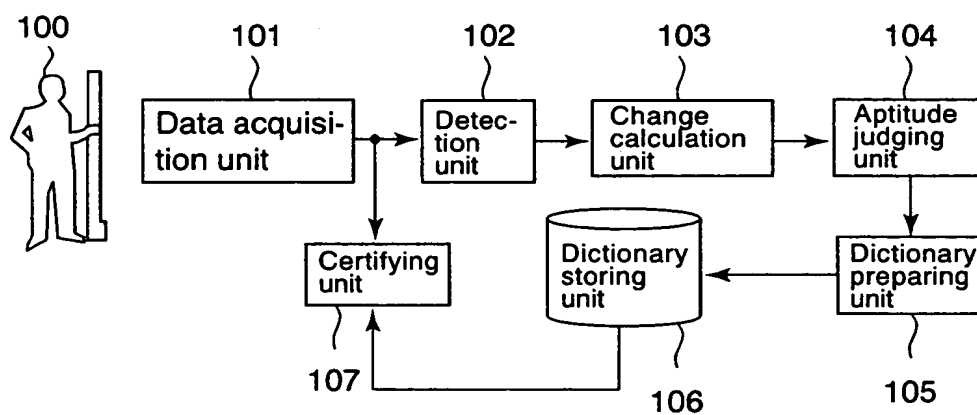 100
101
102
103
104
Data acquisi-
tion unit
Detec-
tion
unit
Change
calculation
unit
Aptitude
judging
unit
Certifying
unit
Dictionary
storing
unit
Dictionary
preparing
unit
107
106
105